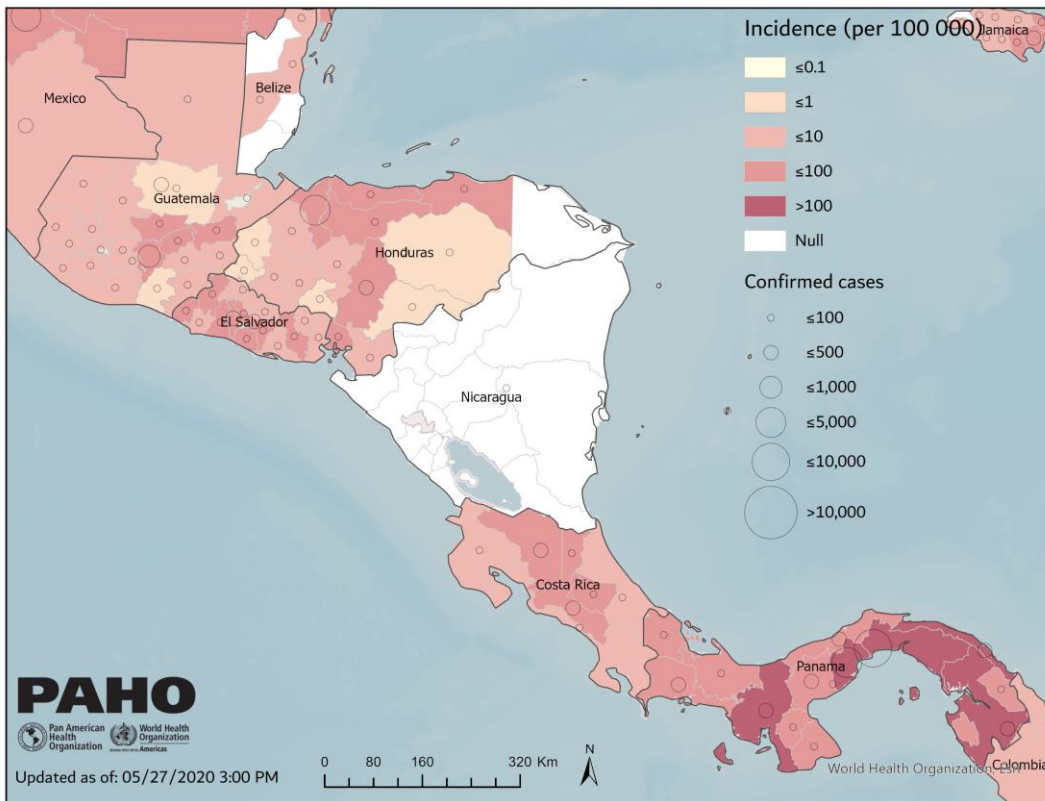 Incidence (per 100 000)
≤0.1
≤1
≤10
≤100
>100
Null
Confirmed cases
≤100
≤500
≤1,000
≤5,000
≤10,000
>10,000
Jamaica
Belize
Mexico
Guatemala
Honduras
El Salvador
Nicaragua
Costa Rica
Panama
Colombia
PAHO
Pan American
Health
Organization
World Health
Organization
Americas
Updated as of: 05/27/2020 3:00 PM
0 80 160 320 Km
N
World Health Organization, Esri